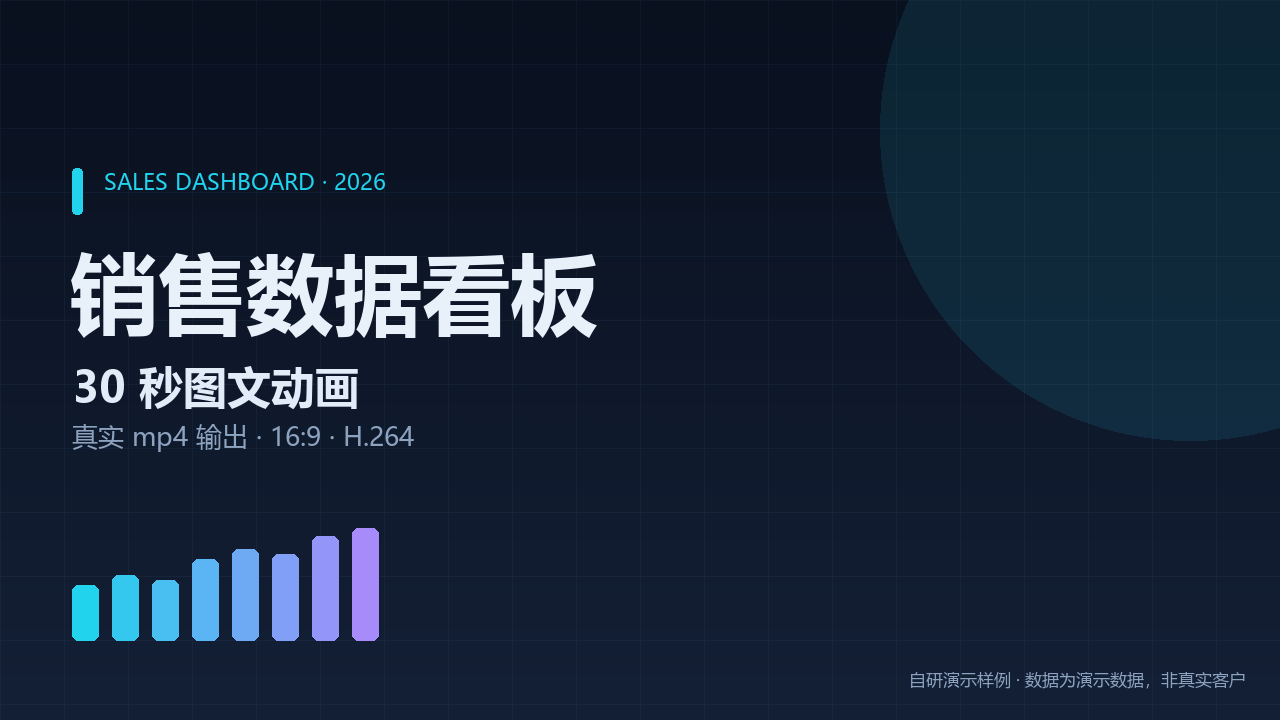 SALES DASHBOARD · 2026
销售数据看板
30 秒图文动画
真实 mp4 输出 · 16:9 · H.264
自研演示样例 · 数据为演示数据，非真实客户